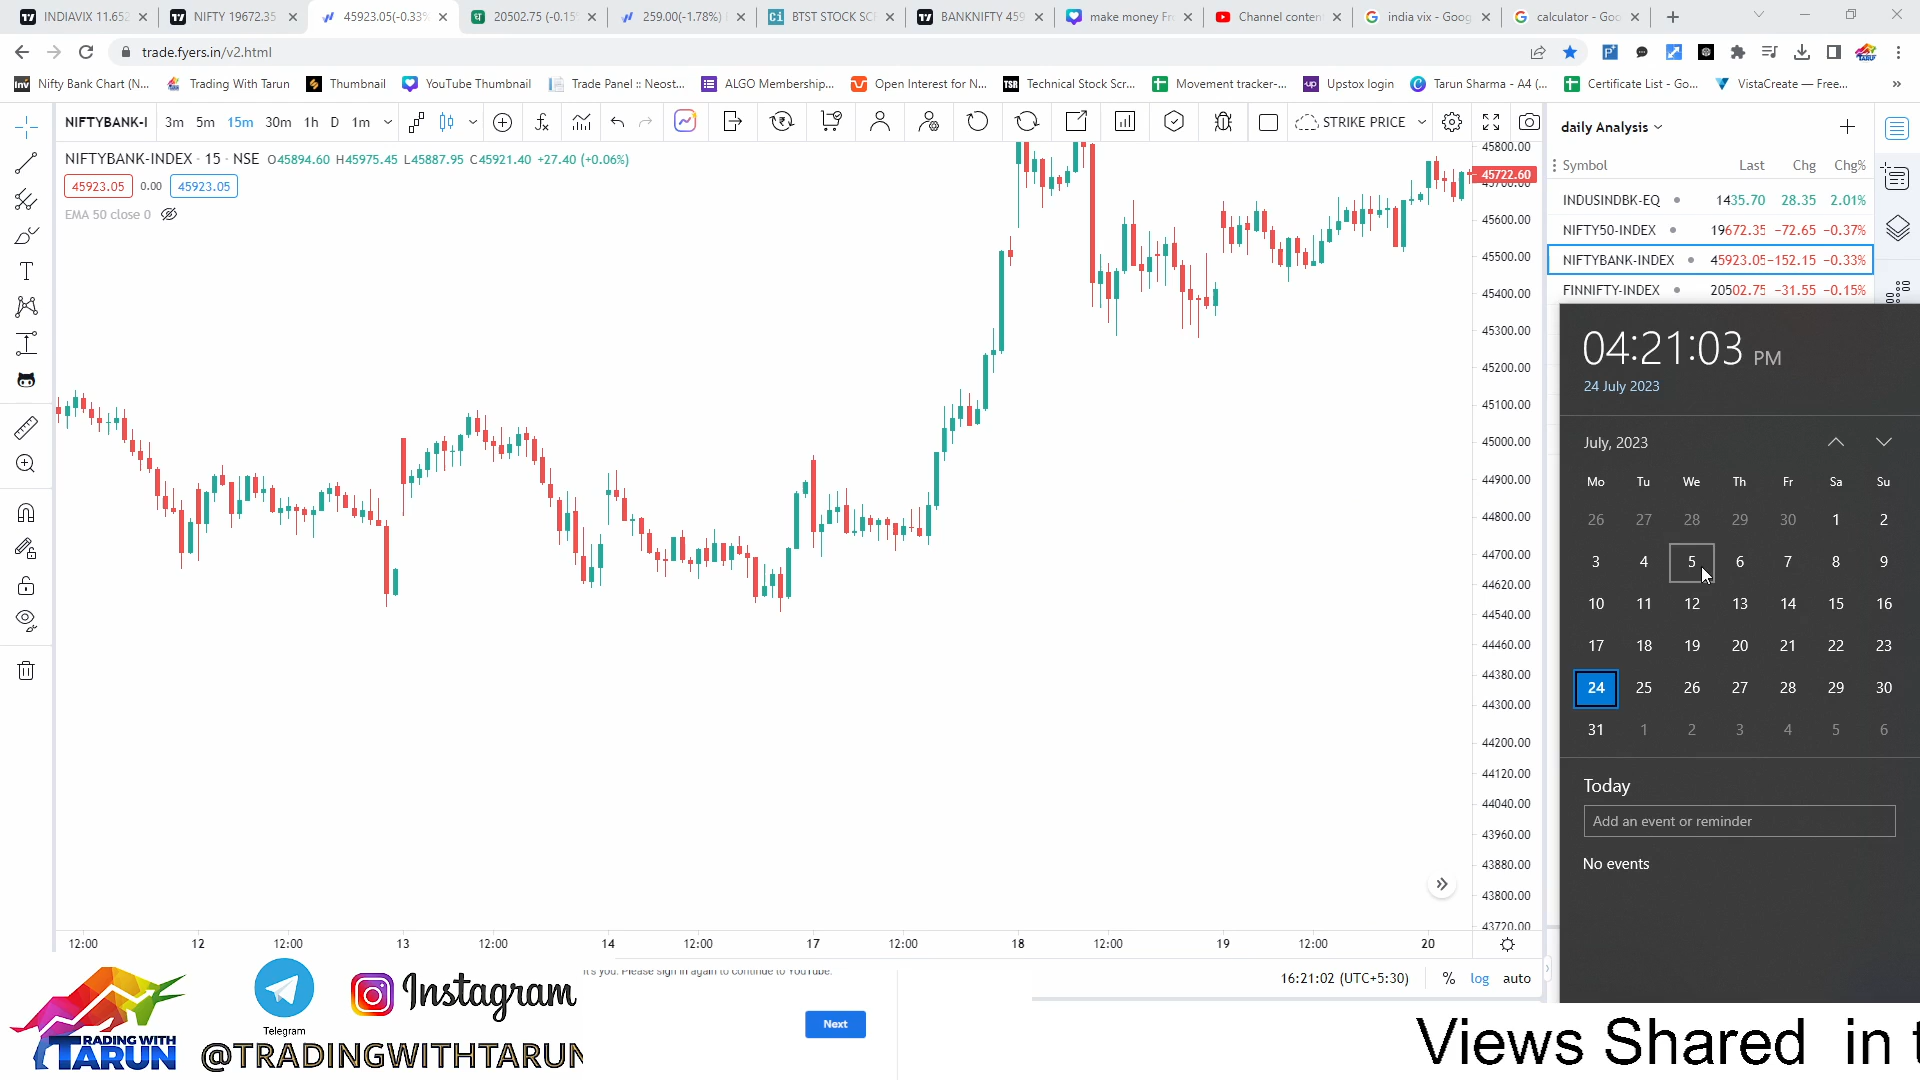 INDIAVIX 11.652
NIFTY 19672.35
45923.05(-0.33%
20502.75 (-0.15%
259.00(-1.78%)
BTST STOCK SC
BANKNIFTY 459
make money Fr
Channel content
india vix - Goog
calculator - Goo
trade.fyers.in/v2.html
Nifty Bank Chart (N...
Trading With Tarun
Thumbnail
YouTube Thumbnail
Trade Panel :: Neost...
ALGO Membership...
Open Interest for N...
Technical Stock Scr...
Movement tracker-...
Upstox login
Tarun Sharma - A4 (...
Certificate List - Go...
VistaCreate — Free...
NIFTYBANK-I 3m 5m 15m 30m 1h D 1m
STRIKE PRICE
daily Analysis
NIFTYBANK-INDEX · 15 · NSE O45894.60 H45975.45 L45887.95 C45921.40 +27.40 (+0.06%)
45923.05 0.00 45923.05
EMA 50 close 0
Symbol Last Chg Chg%
INDUSINDBK-EQ 1435.70 28.35 2.01%
NIFTY50-INDEX 19672.35 -72.65 -0.37%
NIFTYBANK-INDEX 45923.05 -152.15 -0.33%
FINNIFTY-INDEX 20502.75 -31.55 -0.15%
45800.00
45722.60
45700.00
45600.00
45500.00
45400.00
45300.00
45200.00
45100.00
45000.00
44900.00
44800.00
44700.00
44620.00
44540.00
44460.00
44380.00
44300.00
44200.00
44120.00
44040.00
43960.00
43880.00
43800.00
43720.00
04:21:03 PM
24 July 2023
July, 2023
Mo Tu We Th Fr Sa Su
26 27 28 29 30 1 2
3 4 5 6 7 8 9
10 11 12 13 14 15 16
17 18 19 20 21 22 23
24 25 26 27 28 29 30
31 1 2 3 4 5 6
Today
Add an event or reminder
No events
12:00 12 12:00 13 12:00 14 12:00 17 12:00 18 12:00 19 12:00 20
16:21:02 (UTC+5:30) % log auto
it's you. Please sign in again to continue to YouTube.
Next
Telegram
Instagram
TRADING WITH
TARUN
@TRADINGWITHTARUN
Views Shared in